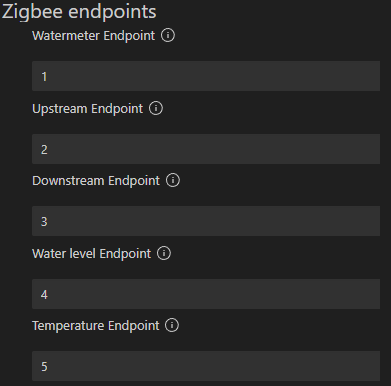 Zigbee endpoints
Watermeter Endpoint
1
Upstream Endpoint
2
Downstream Endpoint
3
Water level Endpoint
4
Temperature Endpoint
5